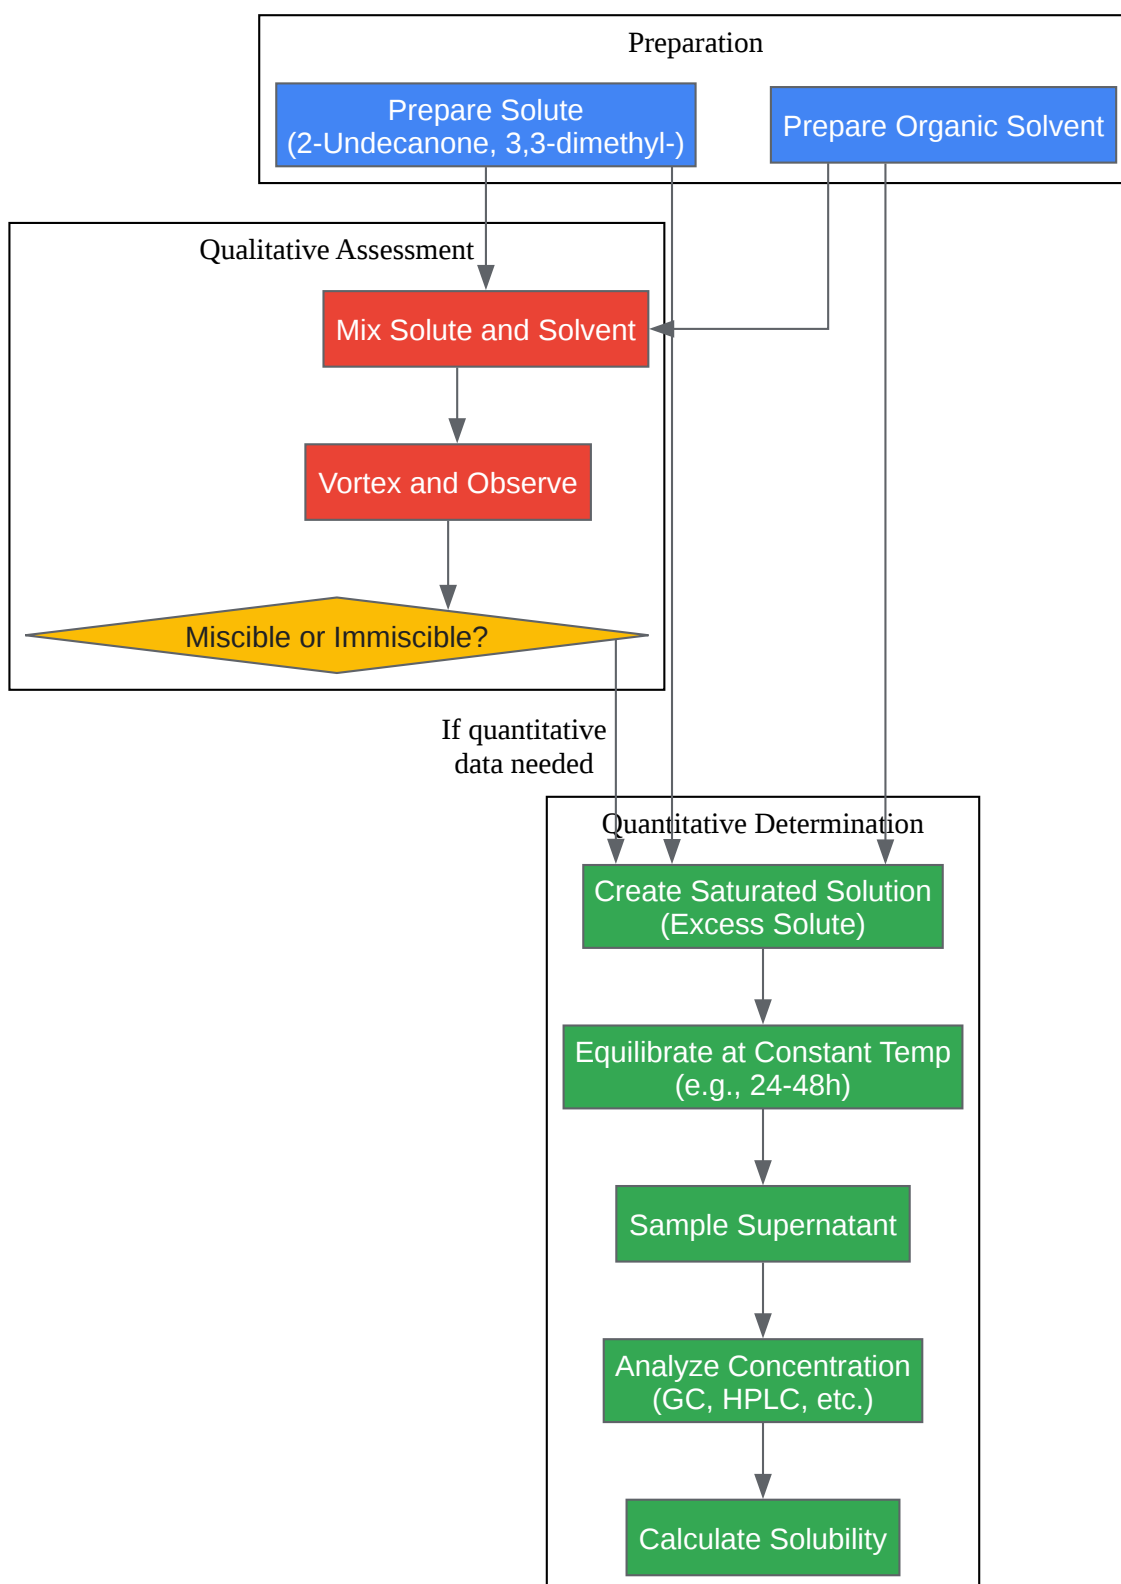 Preparation
Prepare Solute
(2-Undecanone, 3,3-dimethyl-)
Prepare Organic Solvent
Qualitative Assessment
Mix Solute and Solvent
Vortex and Observe
Miscible or Immiscible?
If quantitative
data needed
Quantitative Determination
Create Saturated Solution
(Excess Solute)
Equilibrate at Constant Temp
(e.g., 24-48h)
Sample Supernatant
Analyze Concentration
(GC, HPLC, etc.)
Calculate Solubility